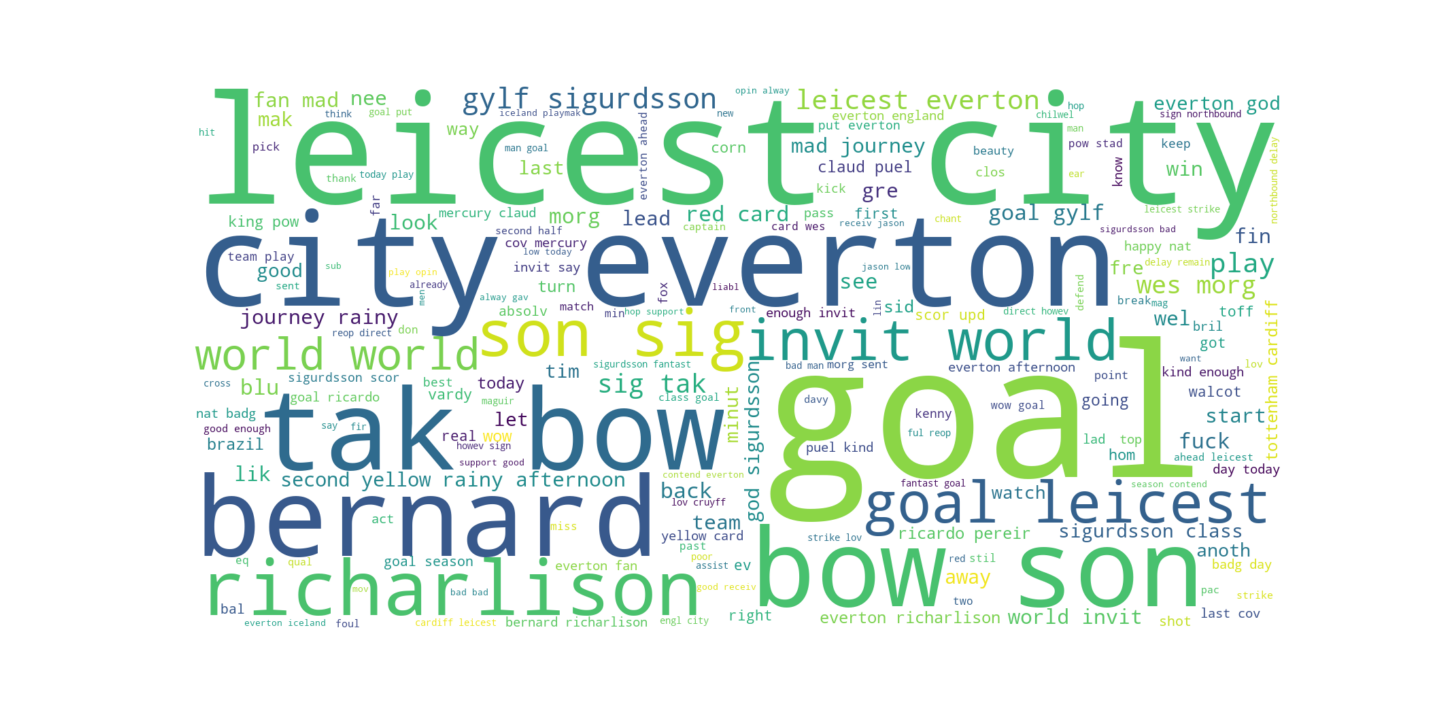 opin alway
fan mad
nee
gylf sigurdsson
iceland playmak
leicest everton
hop
everton god
mak
think
goal put
new
everton england
chilwel
sign northbound
hit
leicest city
way
put everton
man
pick
man goal
corn
mad journey
beauty
pow stad
keep
thank
today play
last
everton ahead
claud puel
clos
ear
know
win
northbound delay
kick
gre
far
king pow
look
mercury claud
morg
lead
red card
pass
first
chant
goal gylf
leicest strike
captain
card wes
receiv jason
second half
sigurdsson bad
fin
city everton
cov mercury
team play
low today
happy nat
good
sub
play opin
invit say
jason low
fre
delay remain
play
sent
already
turn
liabl
see
wes morg
men
alway gav
fox
defend
match
absolv
min
hop support
front
enough invit
lin
sid
scor upd
direct howev
break
mag
toff
journey rainy
don
son sig
invit world
wel
bril
reop direct
got
tottenham cardiff
world world
tim
sigurdsson fantast
bad man
morg sent
everton afternoon
want
lov
cross
blu
sigurdsson scor
best
today
sig tak
point
kind enough
goal ricardo
vardy
class goal
davy
wow goal
going
walcot
nat badg
maguir
let
minut
kenny
start
good enough
say
fir
tak bow
goal
brazil
real
wow
ful reop
lad
top
fuck
howev sign
puel kind
hom
ahead leicest
support good
day today
lik
second yellow rainy afternoon
contend everton
god sigurdsson
fantast goal
season contend
bernard
back
goal leicest
watch
lov cruyff
act
miss
team
yellow card
bow son
ricardo pereir
sigurdsson class
strike lov
past
anoth
eq
qual
goal season
everton fan
poor
assist
ev
red
stil
badg day
richarlison
mov
bad bad
good receiv
away
pac
strike
bal
two
everton iceland
foul
cardiff leicest
bernard richarlison
engl city
right
everton richarlison
world invit
shot
last cov